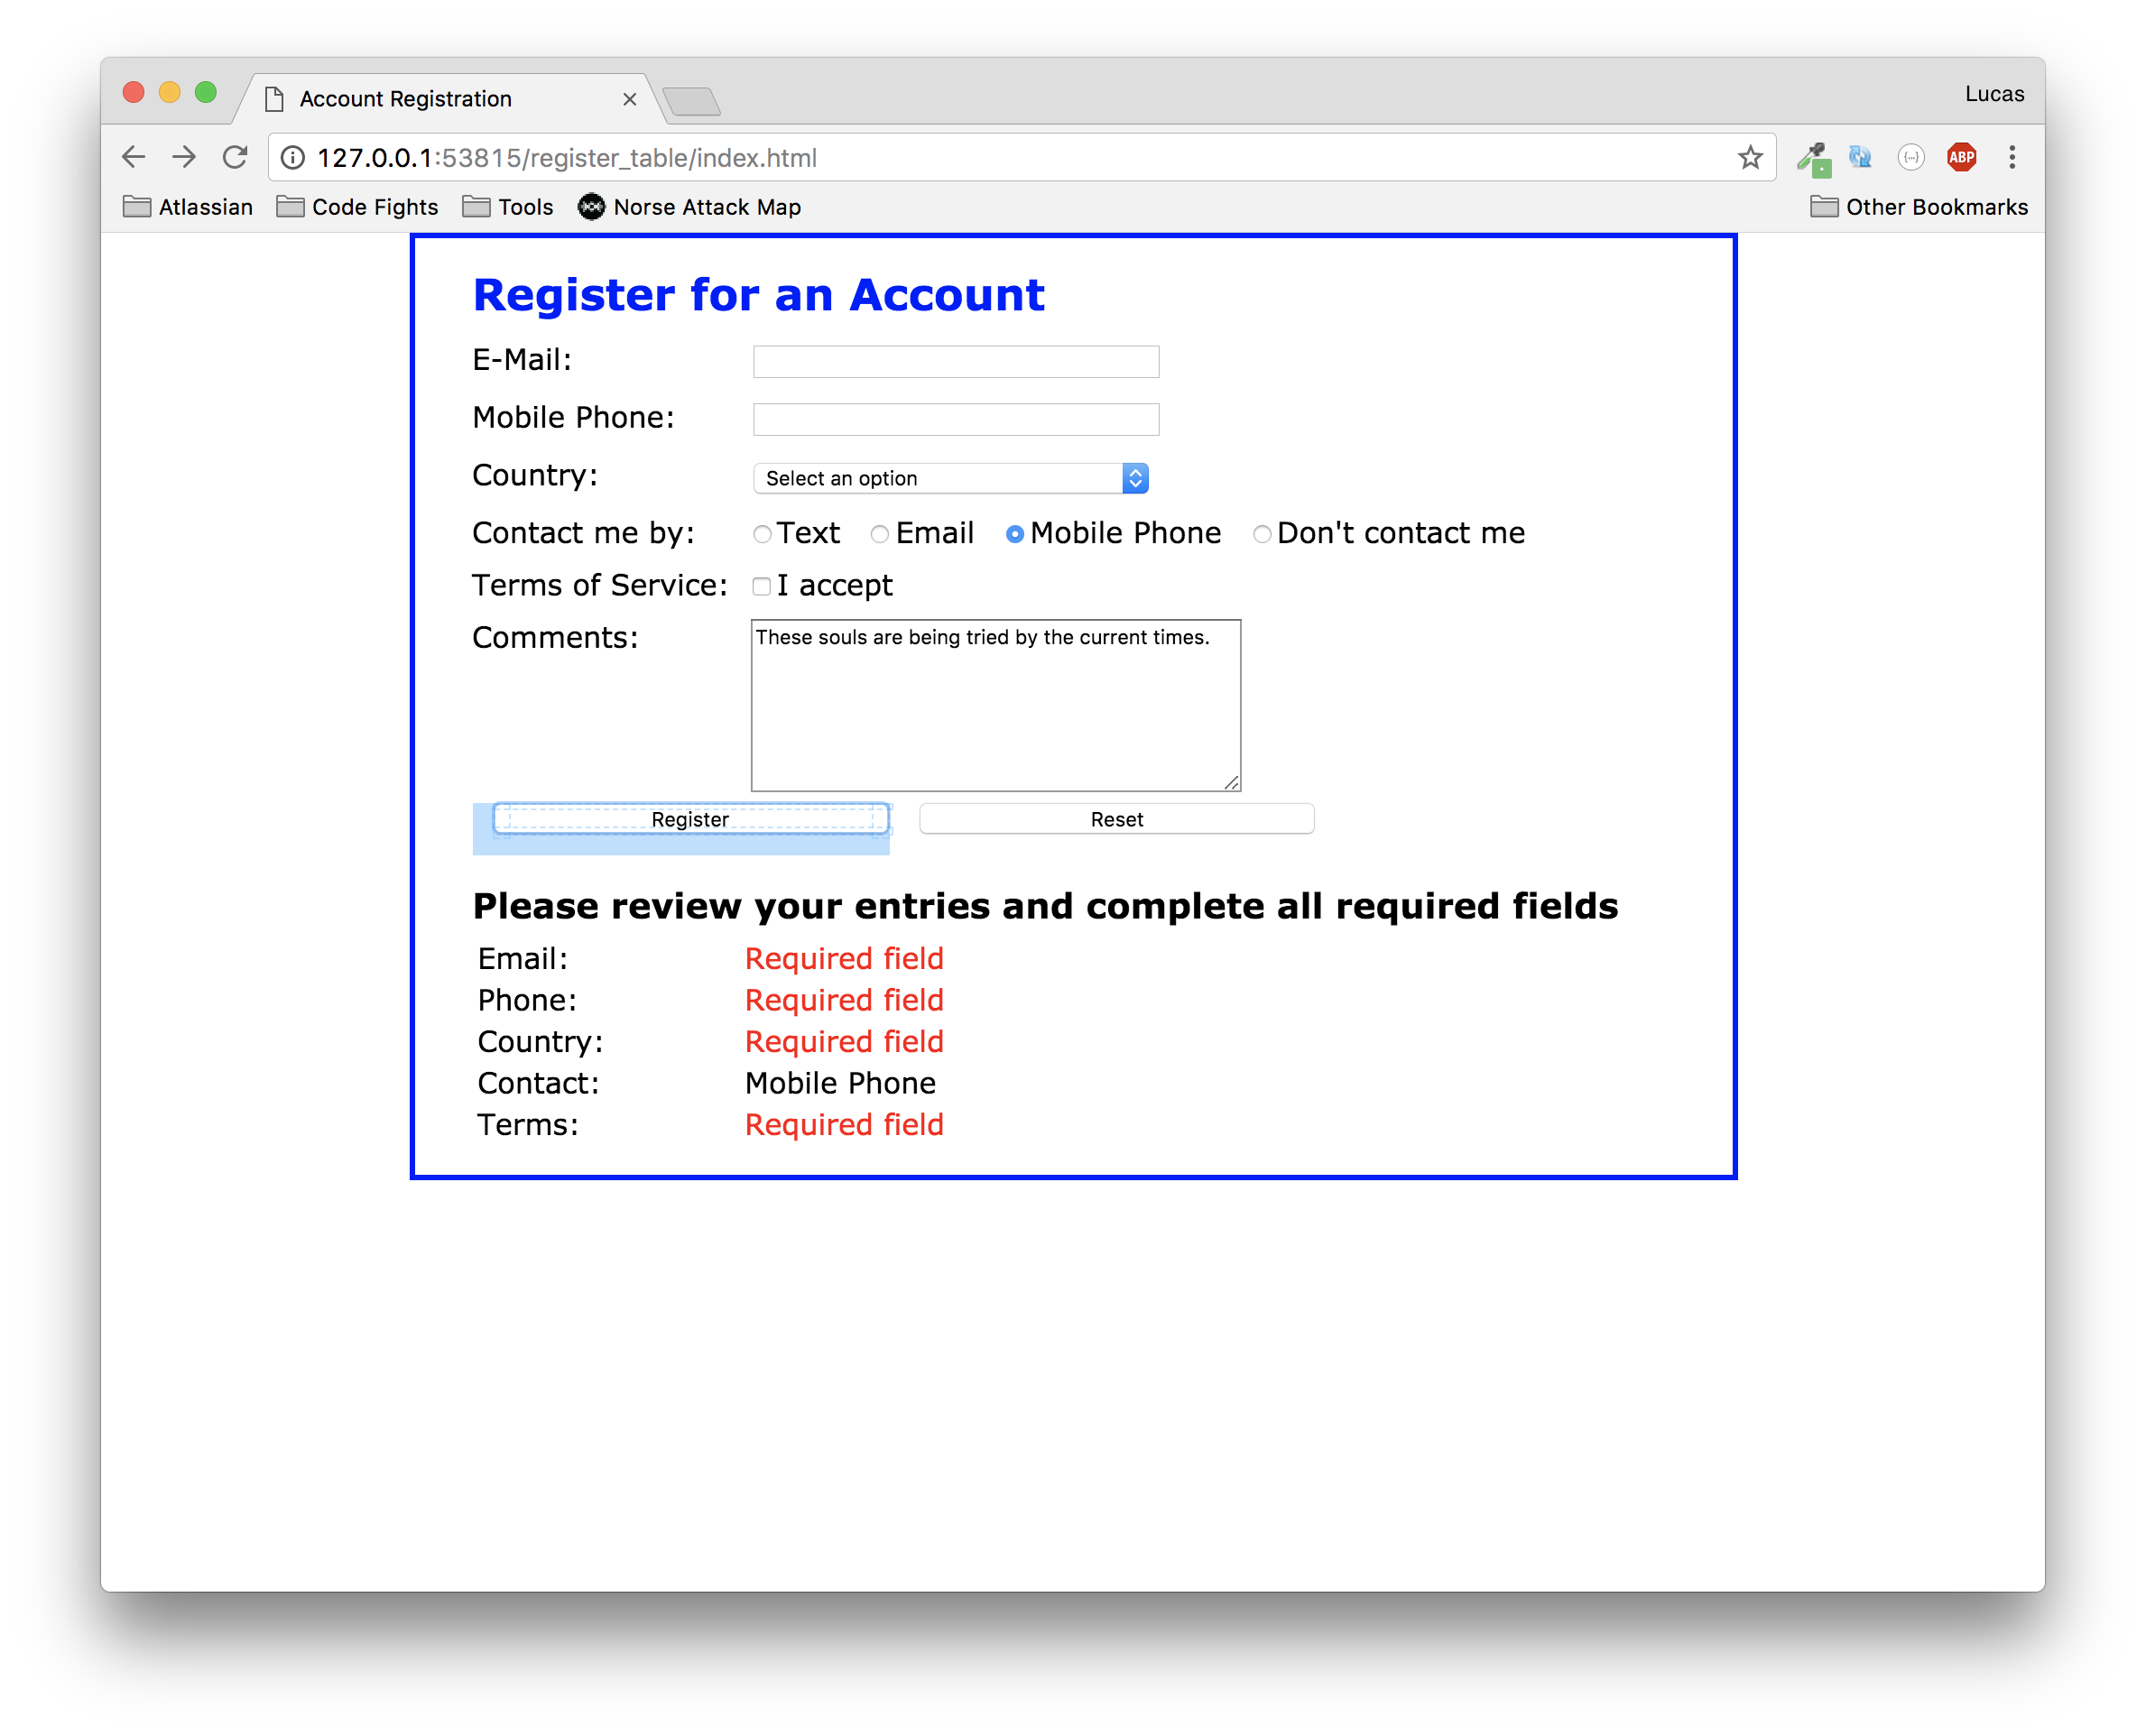 Account Registration
Lucas
127.0.0.1:53815/register_table/index.html
ABP
Atlassian Code Fights Tools Norse Attack Map Other Bookmarks
Register for an Account
E-Mail:
Mobile Phone:
Country: Select an option
Contact me by: Text Email Mobile Phone Don't contact me
Terms of Service: I accept
Comments: These souls are being tried by the current times.
Register Reset
Please review your entries and complete all required fields
Email: Required field
Phone: Required field
Country: Required field
Contact: Mobile Phone
Terms: Required field